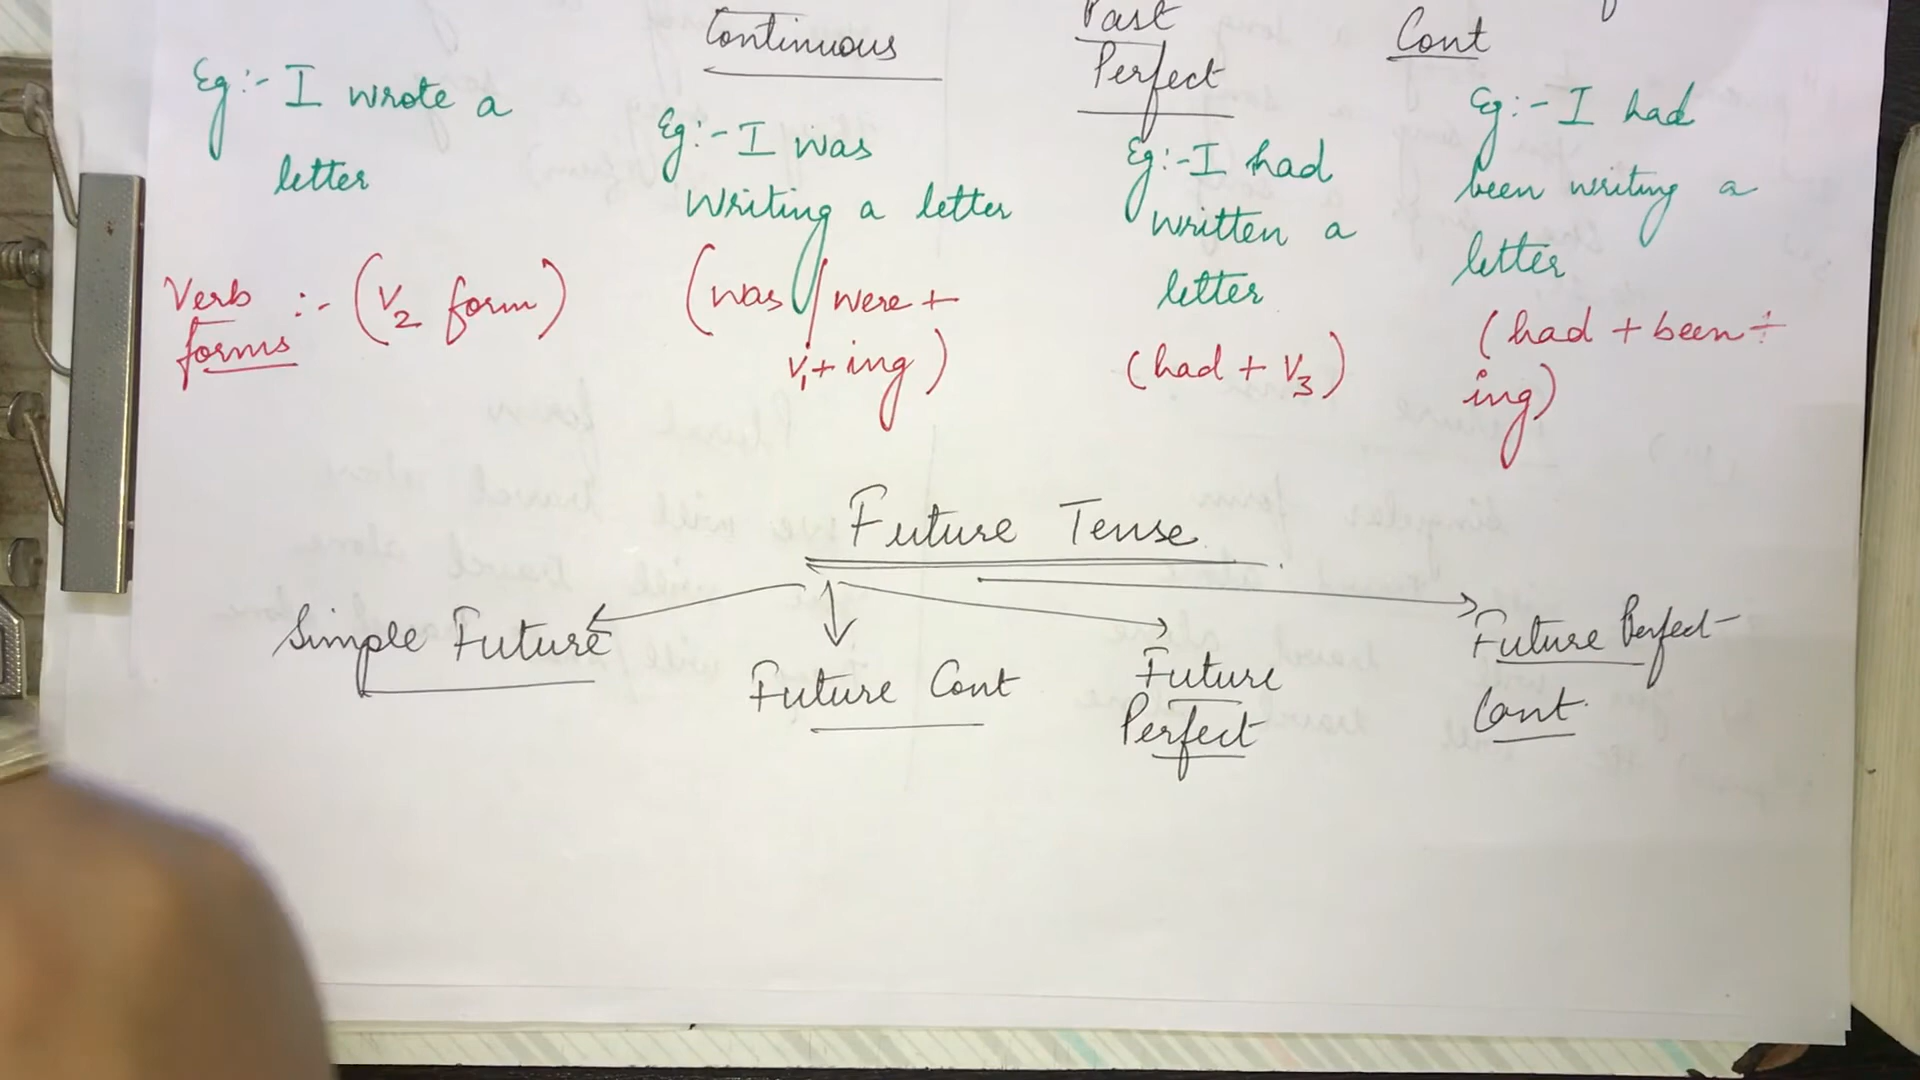 Continuous
Past
Perfect
Cont
Eg:- I wrote a
letter
Eg:- I was
writing a letter
Eg:- I had
written a
letter
Eg:- I had
been writing a
letter
Verb
forms :- (V2 form)
(was/were +
V1+ ing)
(had + V3)
(had + been +
ing)
Future Tense
Simple Future
Future Cont
Future
Perfect
Future Perfect
Cont